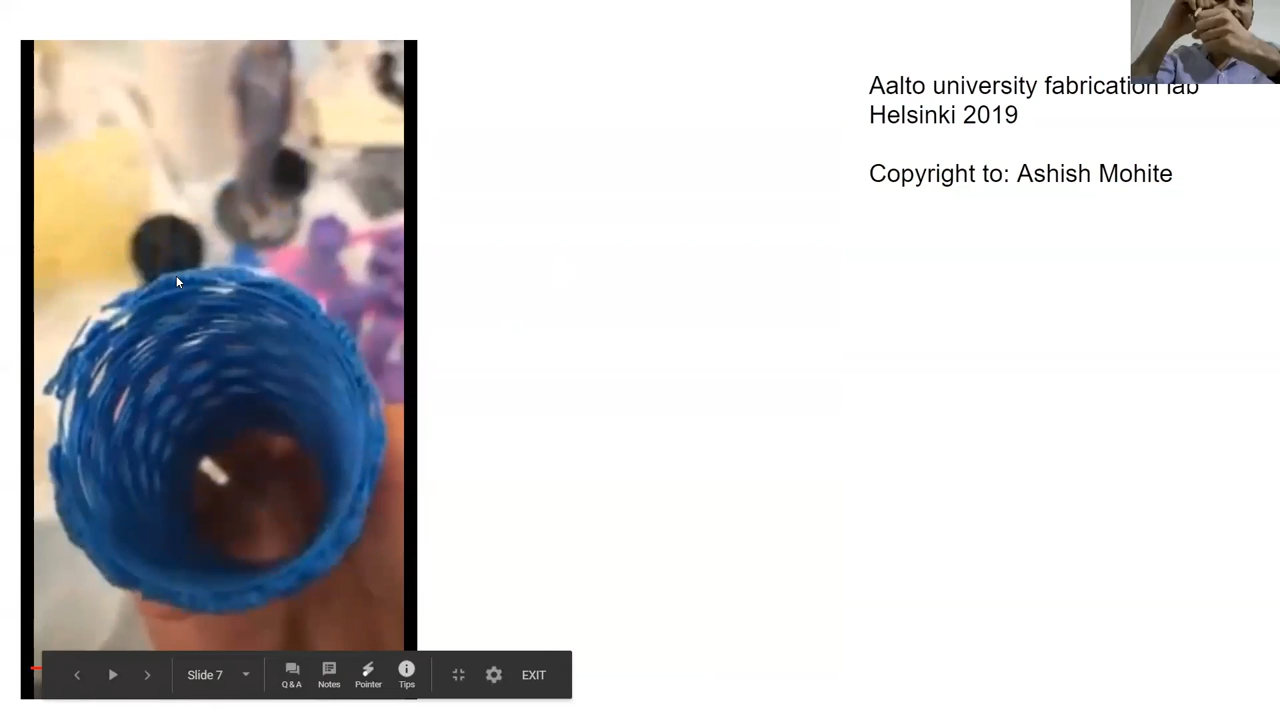 Aalto university fabrication lab
Helsinki 2019
Copyright to: Ashish Mohite
Slide 7
Q & A
Notes
Pointer
Tips
EXIT